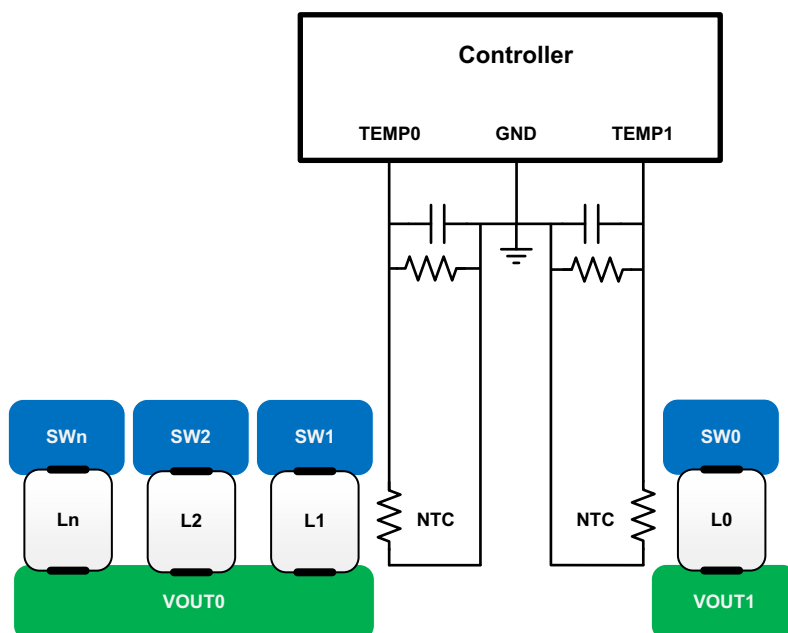 Controller
TEMP0 GND TEMP1
SWn SW2 SW1 SW0
Ln L2 L1 NTC NTC L0
VOUT0 VOUT1